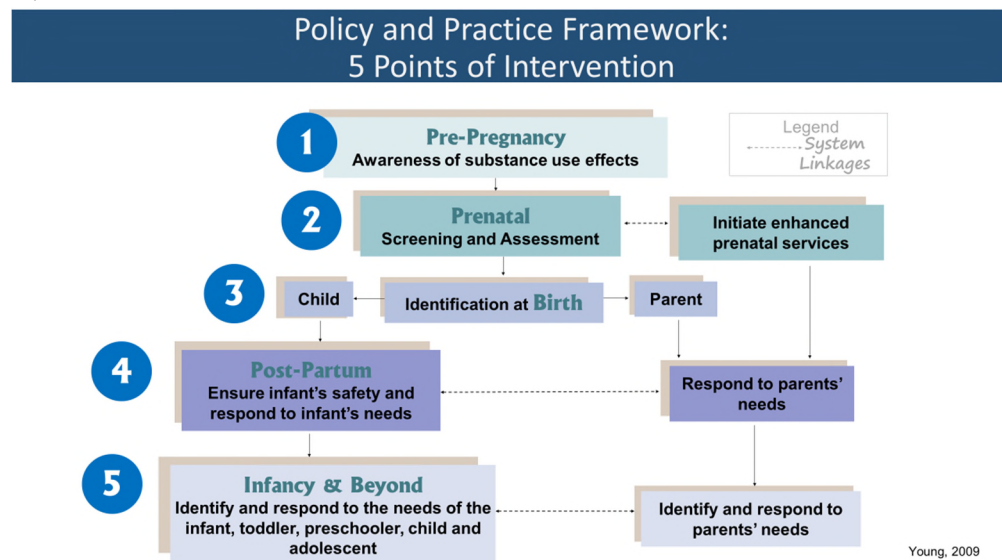 Policy and Practice Framework:
5 Points of Intervention
1
Pre-Pregnancy
Awareness of substance use effects
Legend
System
Linkages
2
Prenatal
Screening and Assessment
Initiate enhanced
prenatal services
3
Child
Identification at Birth
Parent
4
Post-Partum
Ensure infant's safety and
respond to infant's needs
Respond to parents'
needs
5
Infancy & Beyond
Identify and respond to the needs of the
infant, toddler, preschooler, child and
adolescent
Identify and respond to
parents' needs
Young, 2009